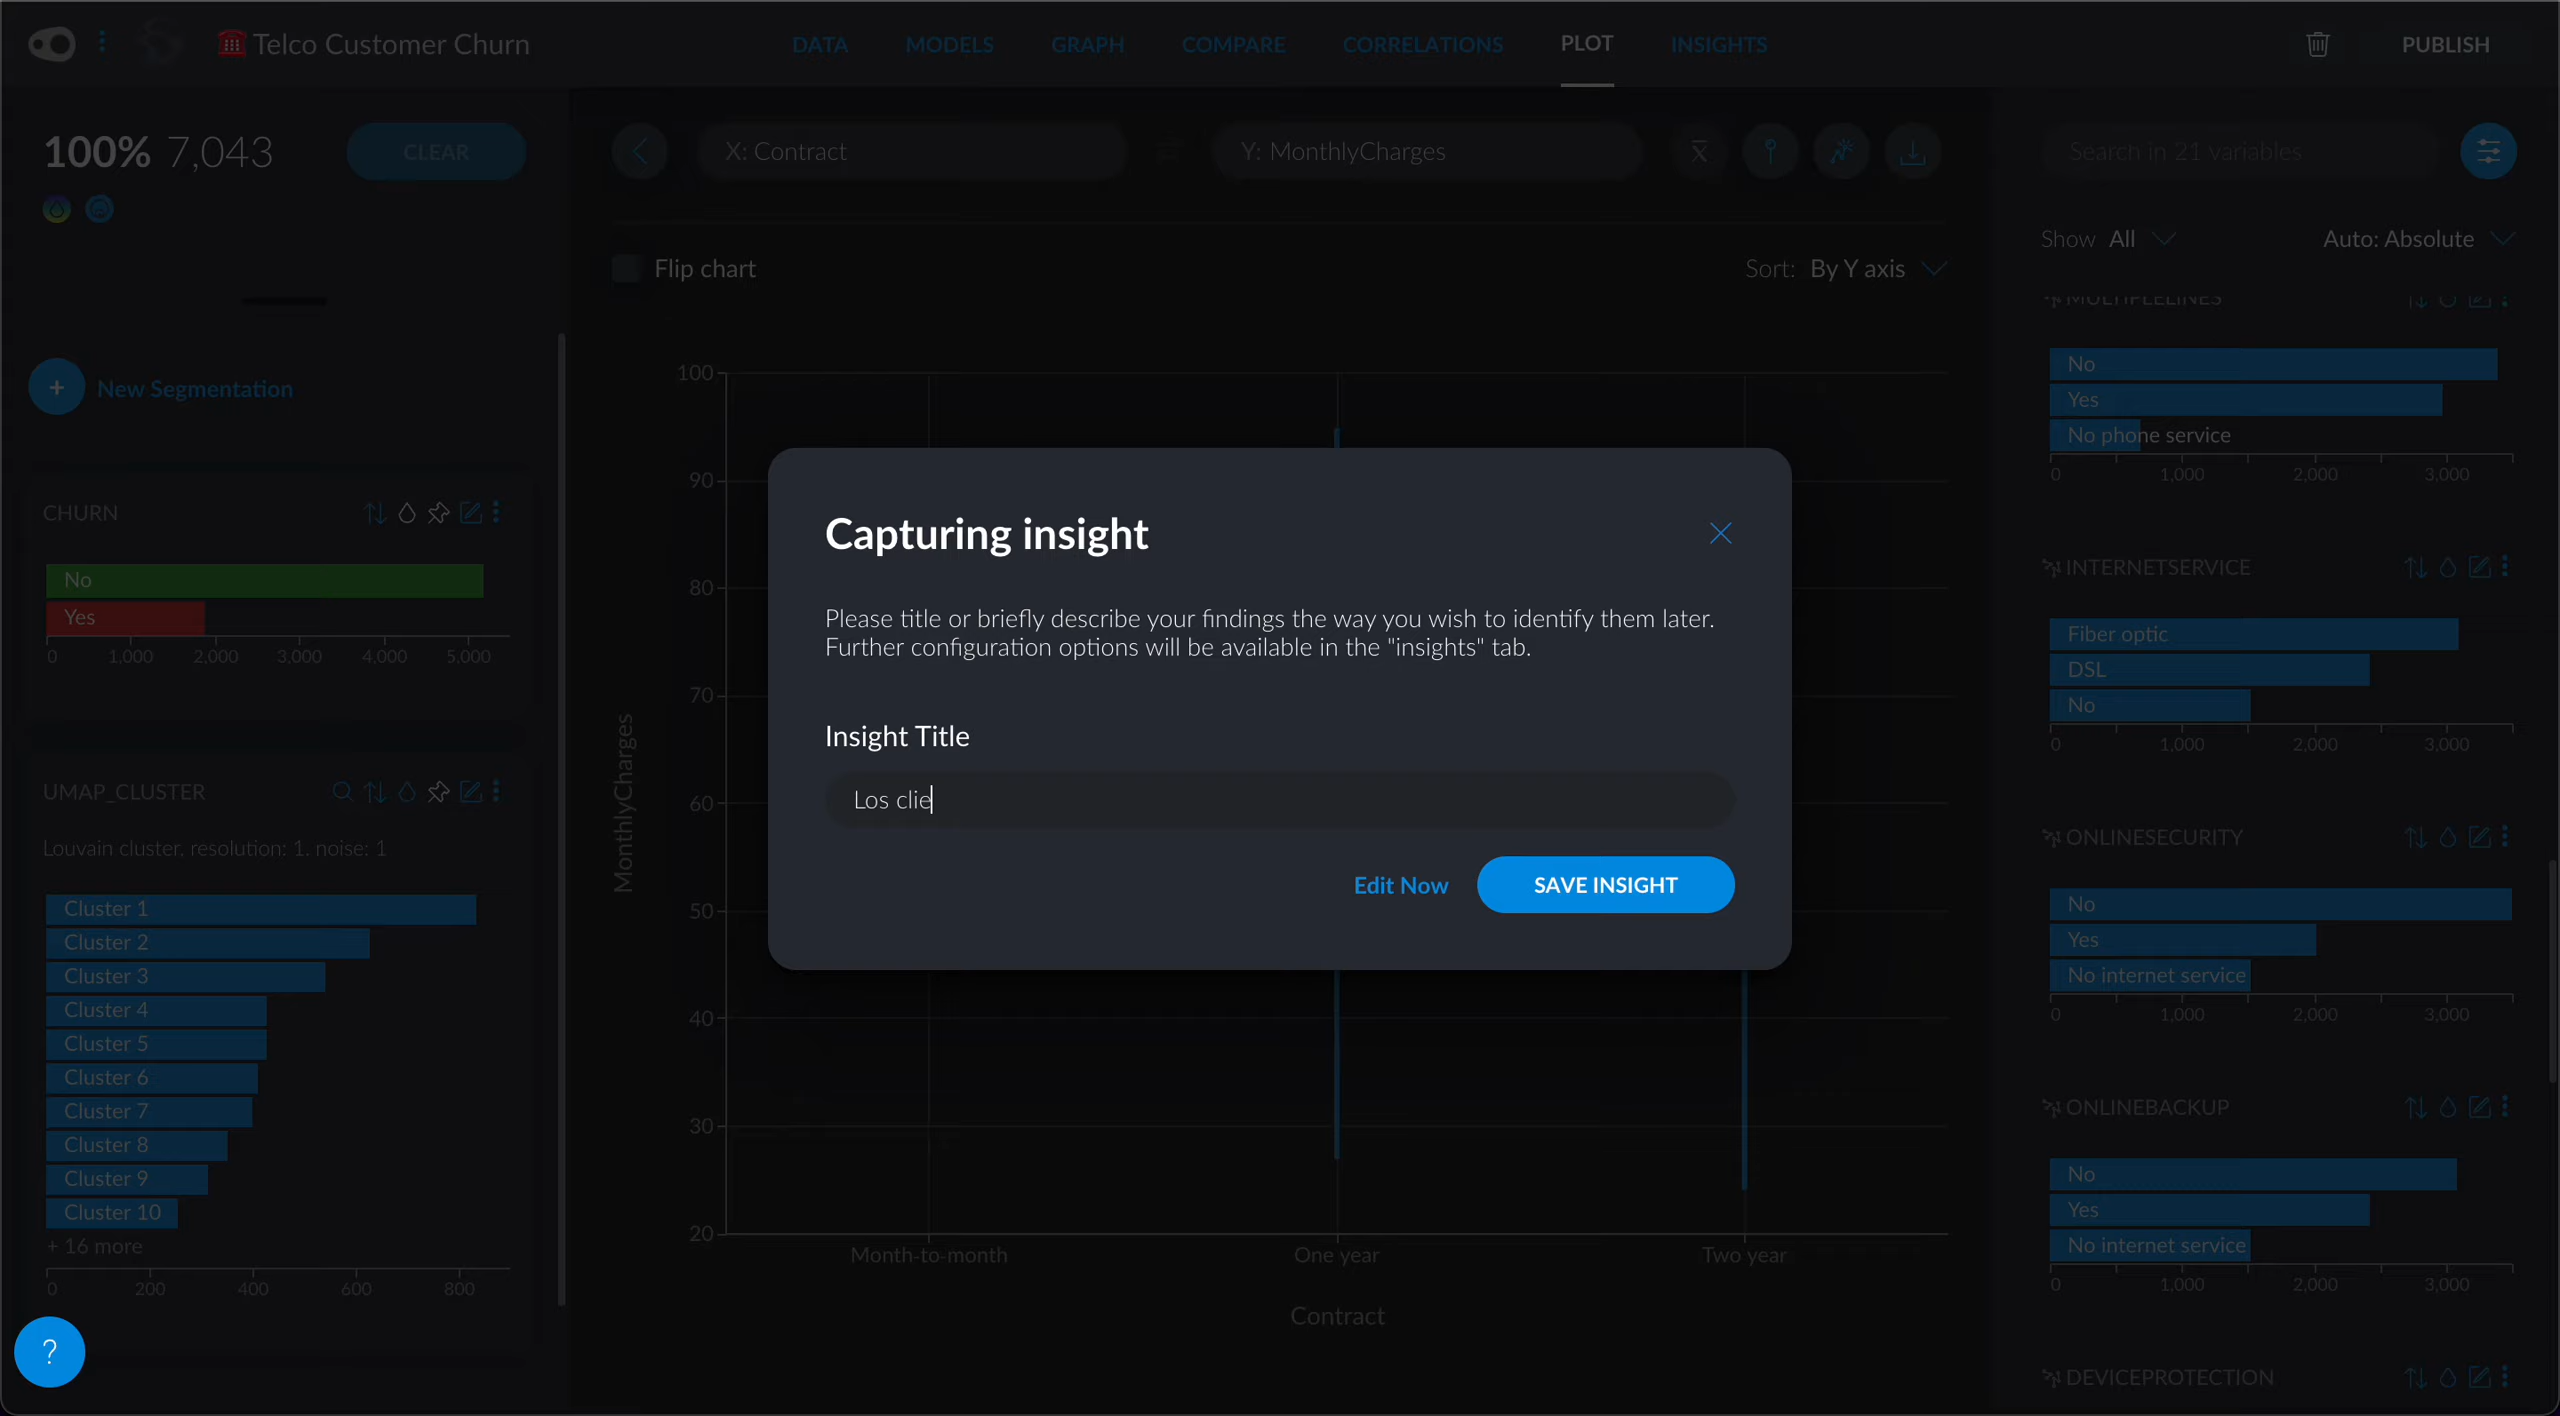 Telco Customer Churn
DATA
MODELS
GRAPH
COMPARE
CORRELATIONS
PLOT
INSIGHTS
PUBLISH
100% 7,043
CLEAR
New Segmentation
CHURN
No
Yes
0 1,000 2,000 3,000 4,000 5,000
UMAP_CLUSTER
Louvain cluster, resolution: 1, noise: 1
Cluster 1
Cluster 2
Cluster 3
Cluster 4
Cluster 5
Cluster 6
Cluster 7
Cluster 8
Cluster 9
Cluster 10
+ 16 more
0 200 400 600 800
?
X: Contract
Y: MonthlyCharges
Flip chart
Sort: By Y axis
100
90
80
70
60
50
40
30
20
MonthlyCharges
Month-to-month
One year
Two year
Contract
Capturing insight
Please title or briefly describe your findings the way you wish to identify them later.
Further configuration options will be available in the "insights" tab.
Insight Title
Los clie
Edit Now
SAVE INSIGHT
Search in 21 variables
Show All
Auto: Absolute
MULTIPLELINES
No
Yes
No phone service
0 1,000 2,000 3,000
INTERNETSERVICE
Fiber optic
DSL
No
0 1,000 2,000 3,000
ONLINESECURITY
No
Yes
No internet service
0 1,000 2,000 3,000
ONLINEBACKUP
No
Yes
No internet service
0 1,000 2,000 3,000
DEVICEPROTECTION